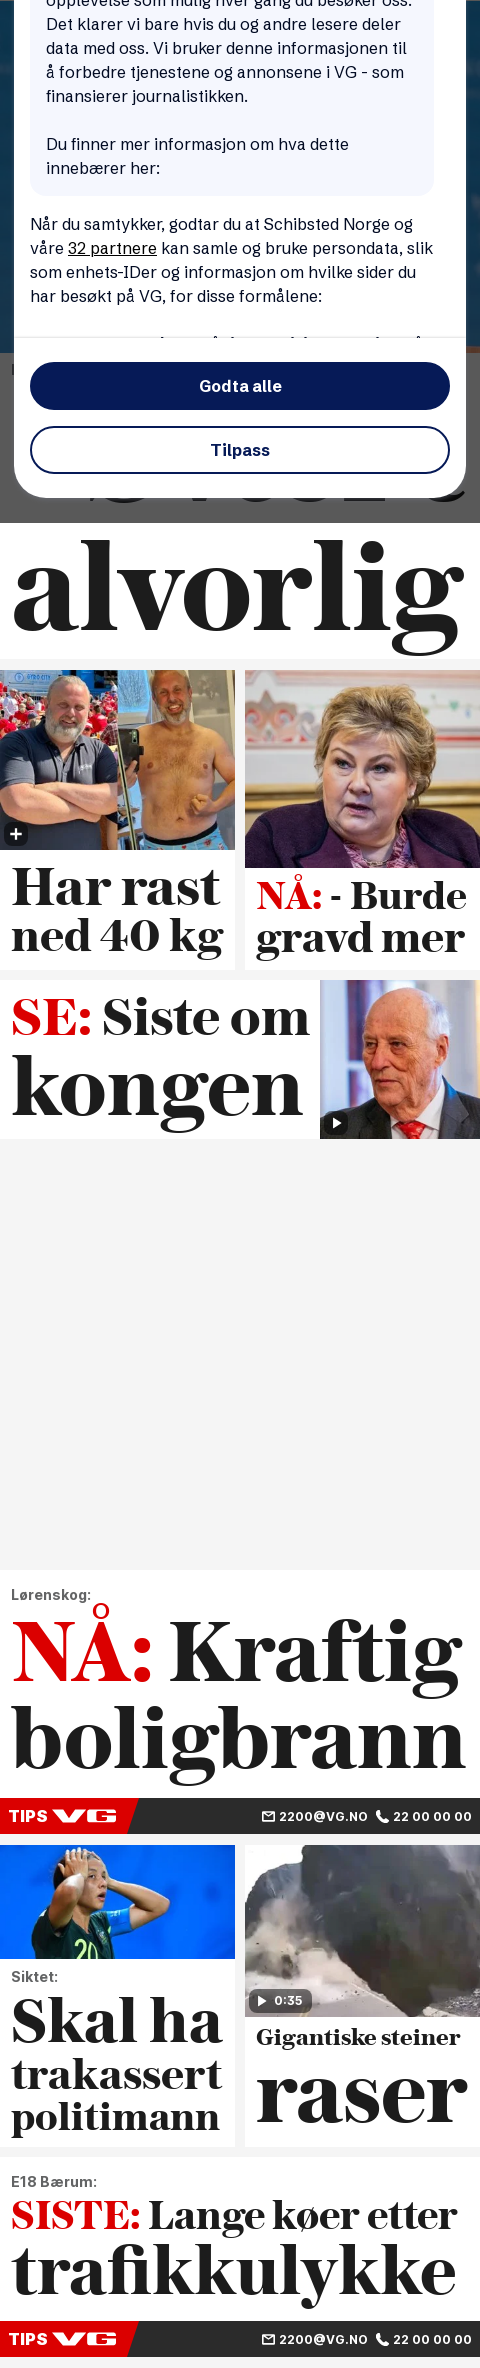 opplevelse som mulig hver gang du besøker oss.
Det klarer vi bare hvis du og andre lesere deler
data med oss. Vi bruker denne informasjonen til
å forbedre tjenestene og annonsene i VG - som
finansierer journalistikken.
Du finner mer informasjon om hva dette
innebærer her:
Når du samtykker, godtar du at Schibsted Norge og
våre 32 partnere kan samle og bruke persondata, slik
som enhets-IDer og informasjon om hvilke sider du
har besøkt på VG, for disse formålene:
Godta alle
Tilpass
alvorlig
Har rast
ned 40 kg
NÅ: - Burde
gravd mer
SE: Siste om
kongen
Lørenskog:
NÅ: Kraftig
boligbrann
TIPS VG 2200@VG.NO 22 00 00 00
20
Siktet:
Skal ha
trakassert
politimann
0:35
Gigantiske steiner
raser
E18 Bærum:
SISTE: Lange køer etter
trafikkulykke
TIPS VG 2200@VG.NO 22 00 00 00